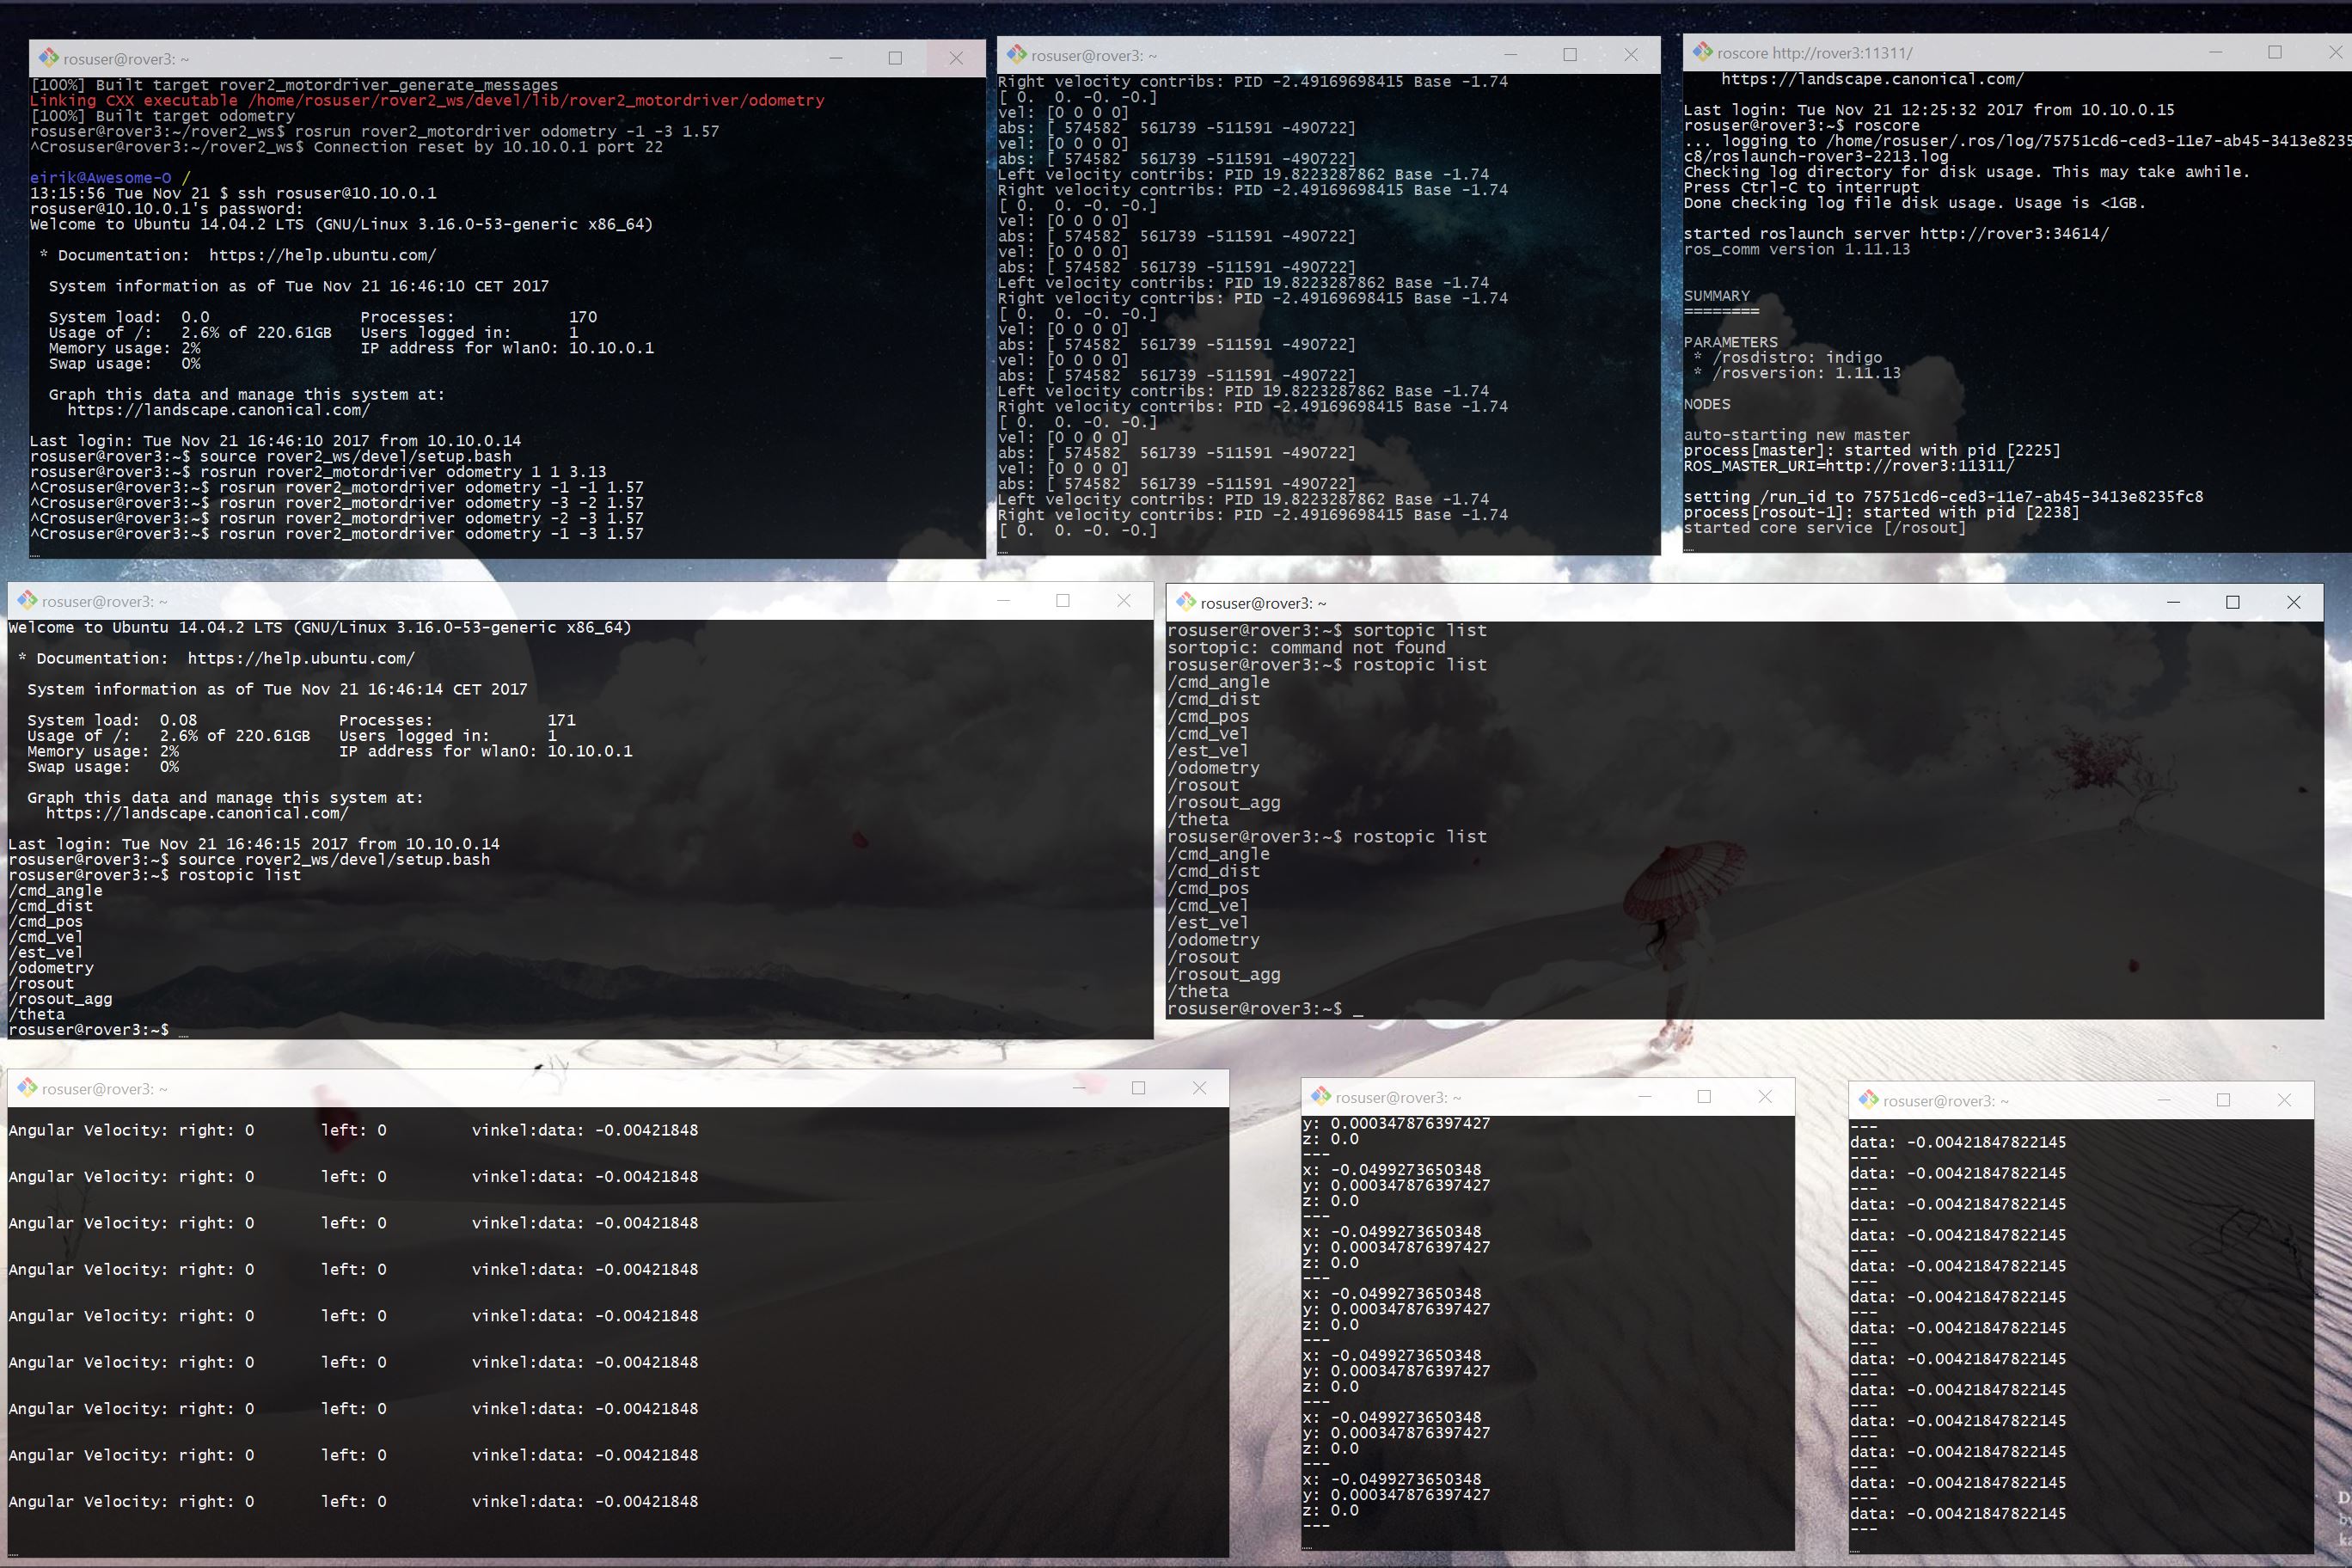 rosuser@rover3: ~
[100%] Built target rover2_motordriver_generate_messages
Linking CXX executable /home/rosuser/rover2_ws/devel/lib/rover2_motordriver/odometry
[100%] Built target odometry
rosuser@rover3:~/rover2_ws$ rosrun rover2_motordriver odometry -1 -3 1.57
^Crosuser@rover3:~/rover2_ws$ Connection reset by 10.10.0.1 port 22
eirik@Awesome-O /
13:15:56 Tue Nov 21 $ ssh rosuser@10.10.0.1
rosuser@10.10.0.1's password:
Welcome to Ubuntu 14.04.2 LTS (GNU/Linux 3.16.0-53-generic x86_64)
* Documentation:  https://help.ubuntu.com/
System information as of Tue Nov 21 16:46:10 CET 2017
System load:  0.0                Processes:           170
Usage of /:   2.6% of 220.61GB   Users logged in:      1
Memory usage: 2%                 IP address for wlan0: 10.10.0.1
Swap usage:   0%
Graph this data and manage this system at:
https://landscape.canonical.com/
Last login: Tue Nov 21 16:46:10 2017 from 10.10.0.14
rosuser@rover3:~$ source rover2_ws/devel/setup.bash
rosuser@rover3:~$ rosrun rover2_motordriver odometry 1 1 3.13
^Crosuser@rover3:~$ rosrun rover2_motordriver odometry -1 -1 1.57
^Crosuser@rover3:~$ rosrun rover2_motordriver odometry -3 -2 1.57
^Crosuser@rover3:~$ rosrun rover2_motordriver odometry -2 -3 1.57
^Crosuser@rover3:~$ rosrun rover2_motordriver odometry -1 -3 1.57
rosuser@rover3: ~
Right velocity contribs: PID -2.49169698415 Base -1.74
[ 0.  0. -0. -0.]
vel: [0 0 0 0]
abs: [ 574582  561739 -511591 -490722]
vel: [0 0 0 0]
abs: [ 574582  561739 -511591 -490722]
Left velocity contribs: PID 19.8223287862 Base -1.74
Right velocity contribs: PID -2.49169698415 Base -1.74
[ 0.  0. -0. -0.]
vel: [0 0 0 0]
abs: [ 574582  561739 -511591 -490722]
vel: [0 0 0 0]
abs: [ 574582  561739 -511591 -490722]
Left velocity contribs: PID 19.8223287862 Base -1.74
Right velocity contribs: PID -2.49169698415 Base -1.74
[ 0.  0. -0. -0.]
vel: [0 0 0 0]
abs: [ 574582  561739 -511591 -490722]
vel: [0 0 0 0]
abs: [ 574582  561739 -511591 -490722]
Left velocity contribs: PID 19.8223287862 Base -1.74
Right velocity contribs: PID -2.49169698415 Base -1.74
[ 0.  0. -0. -0.]
vel: [0 0 0 0]
abs: [ 574582  561739 -511591 -490722]
vel: [0 0 0 0]
abs: [ 574582  561739 -511591 -490722]
Left velocity contribs: PID 19.8223287862 Base -1.74
Right velocity contribs: PID -2.49169698415 Base -1.74
[ 0.  0. -0. -0.]
roscore http://rover3:11311/
https://landscape.canonical.com/
Last login: Tue Nov 21 12:25:32 2017 from 10.10.0.15
rosuser@rover3:~$ roscore
... logging to /home/rosuser/.ros/log/75751cd6-ced3-11e7-ab45-3413e8235
c8/roslaunch-rover3-2213.log
Checking log directory for disk usage. This may take awhile.
Press Ctrl-C to interrupt
Done checking log file disk usage. Usage is <1GB.
started roslaunch server http://rover3:34614/
ros_comm version 1.11.13
SUMMARY
========
PARAMETERS
* /rosdistro: indigo
* /rosversion: 1.11.13
NODES
auto-starting new master
process[master]: started with pid [2225]
ROS_MASTER_URI=http://rover3:11311/
setting /run_id to 75751cd6-ced3-11e7-ab45-3413e8235fc8
process[rosout-1]: started with pid [2238]
started core service [/rosout]
rosuser@rover3: ~
Welcome to Ubuntu 14.04.2 LTS (GNU/Linux 3.16.0-53-generic x86_64)
* Documentation:  https://help.ubuntu.com/
System information as of Tue Nov 21 16:46:14 CET 2017
System load:  0.08               Processes:           171
Usage of /:   2.6% of 220.61GB   Users logged in:      1
Memory usage: 2%                 IP address for wlan0: 10.10.0.1
Swap usage:   0%
Graph this data and manage this system at:
https://landscape.canonical.com/
Last login: Tue Nov 21 16:46:15 2017 from 10.10.0.14
rosuser@rover3:~$ source rover2_ws/devel/setup.bash
rosuser@rover3:~$ rostopic list
/cmd_angle
/cmd_dist
/cmd_pos
/cmd_vel
/est_vel
/odometry
/rosout
/rosout_agg
/theta
rosuser@rover3:~$ _
rosuser@rover3: ~
rosuser@rover3:~$ sortopic list
sortopic: command not found
rosuser@rover3:~$ rostopic list
/cmd_angle
/cmd_dist
/cmd_pos
/cmd_vel
/est_vel
/odometry
/rosout
/rosout_agg
/theta
rosuser@rover3:~$ rostopic list
/cmd_angle
/cmd_dist
/cmd_pos
/cmd_vel
/est_vel
/odometry
/rosout
/rosout_agg
/theta
rosuser@rover3:~$ _
rosuser@rover3: ~
Angular Velocity: right: 0       left: 0         vinkel:data: -0.00421848
Angular Velocity: right: 0       left: 0         vinkel:data: -0.00421848
Angular Velocity: right: 0       left: 0         vinkel:data: -0.00421848
Angular Velocity: right: 0       left: 0         vinkel:data: -0.00421848
Angular Velocity: right: 0       left: 0         vinkel:data: -0.00421848
Angular Velocity: right: 0       left: 0         vinkel:data: -0.00421848
Angular Velocity: right: 0       left: 0         vinkel:data: -0.00421848
Angular Velocity: right: 0       left: 0         vinkel:data: -0.00421848
Angular Velocity: right: 0       left: 0         vinkel:data: -0.00421848
rosuser@rover3: ~
y: 0.000347876397427
z: 0.0
---
x: -0.0499273650348
y: 0.000347876397427
z: 0.0
---
x: -0.0499273650348
y: 0.000347876397427
z: 0.0
---
x: -0.0499273650348
y: 0.000347876397427
z: 0.0
---
x: -0.0499273650348
y: 0.000347876397427
z: 0.0
---
x: -0.0499273650348
y: 0.000347876397427
z: 0.0
---
x: -0.0499273650348
y: 0.000347876397427
z: 0.0
---
rosuser@rover3: ~
---
data: -0.00421847822145
---
data: -0.00421847822145
---
data: -0.00421847822145
---
data: -0.00421847822145
---
data: -0.00421847822145
---
data: -0.00421847822145
---
data: -0.00421847822145
---
data: -0.00421847822145
---
data: -0.00421847822145
---
data: -0.00421847822145
---
data: -0.00421847822145
---
data: -0.00421847822145
---
data: -0.00421847822145
---